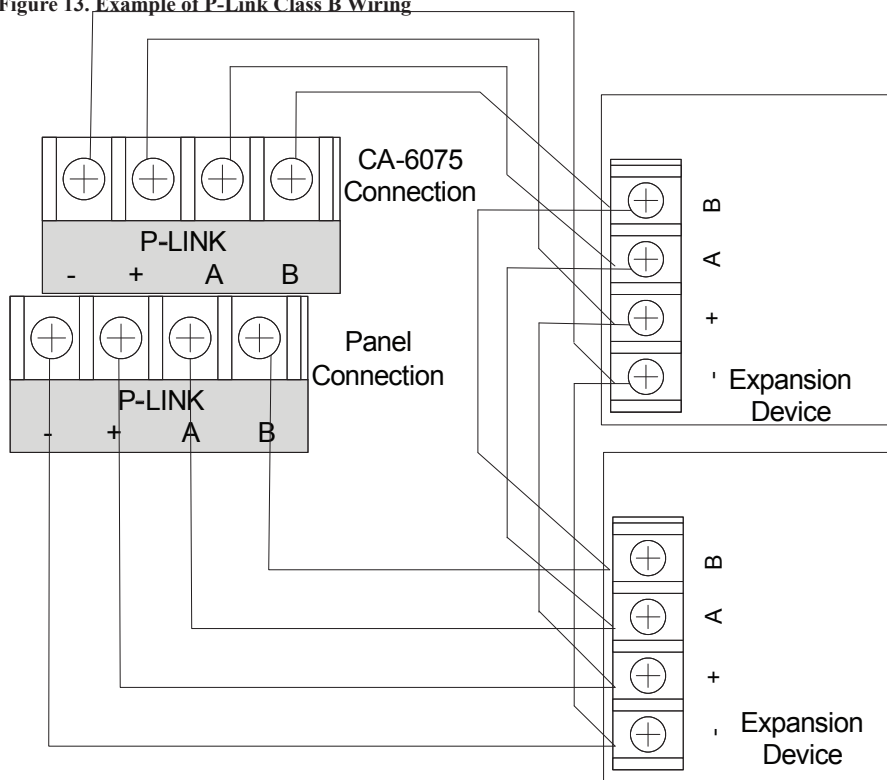 Figure 13. Example of P-Link Class B Wiring
CA-6075
Connection
P-LINK
- + A B
Panel
Connection
P-LINK
- + A B
B
A
+
-
Expansion
Device
B
A
+
-
Expansion
Device